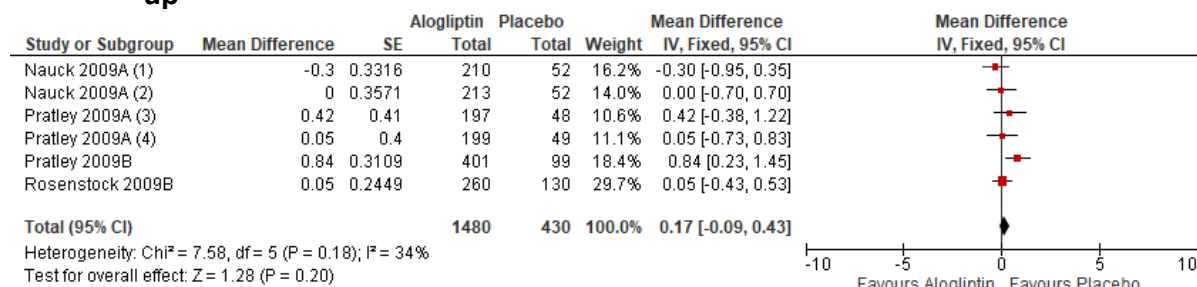 up
Alogliptin Placebo Mean Difference Mean Difference
Study or Subgroup Mean Difference SE Total Total Weight IV, Fixed, 95% CI IV, Fixed, 95% CI
Nauck 2009A (1) -0.3 0.3316 210 52 16.2% -0.30 [-0.95, 0.35]
Nauck 2009A (2) 0 0.3571 213 52 14.0% 0.00 [-0.70, 0.70]
Pratley 2009A (3) 0.42 0.41 197 48 10.6% 0.42 [-0.38, 1.22]
Pratley 2009A (4) 0.05 0.4 199 49 11.1% 0.05 [-0.73, 0.83]
Pratley 2009B 0.84 0.3109 401 99 18.4% 0.84 [0.23, 1.45]
Rosenstock 2009B 0.05 0.2449 260 130 29.7% 0.05 [-0.43, 0.53]
Total (95% CI) 1480 430 100.0% 0.17 [-0.09, 0.43]
Heterogeneity: Chi² = 7.58, df = 5 (P = 0.18); I² = 34%
Test for overall effect: Z = 1.28 (P = 0.20)
-10 -5 0 5 10
Favours Alogliptin Favours Placebo